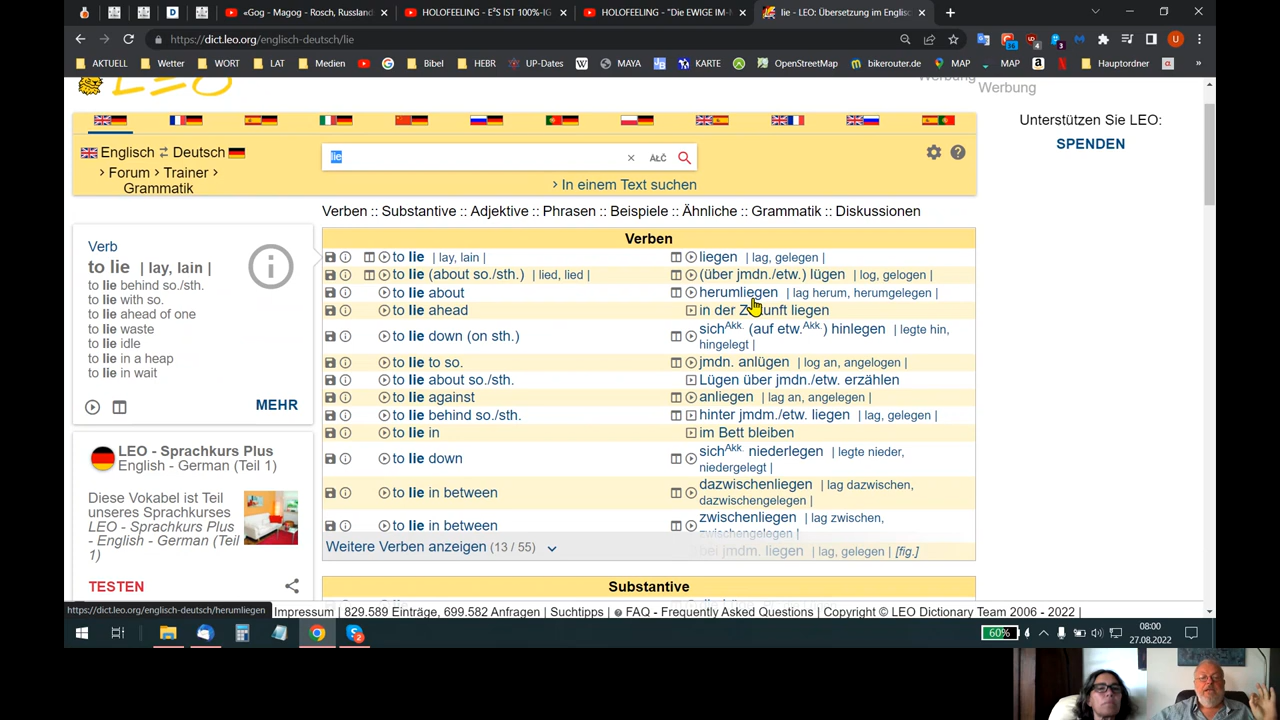 «Gog - Magog - Rosch, Russland
HOLOFEELING - E³S IST 100%-IG
HOLOFEELING - "Die EWIGE IM-M
lie - LEO: Übersetzung im Englisc
https://dict.leo.org/englisch-deutsch/lie
AKTUELL Wetter WORT LAT Medien Bibel HEBR UP-Dates MAYA KARTE OpenStreetMap bikerouter.de MAP MAP Hauptordner »
LEO
Werbung
Werbung
Unterstützen Sie LEO:
SPENDEN
Englisch ⇄ Deutsch
› Forum › Trainer ›
Grammatik
lie
› In einem Text suchen
Verben :: Substantive :: Adjektive :: Phrasen :: Beispiele :: Ähnliche :: Grammatik :: Diskussionen
Verb
to lie | lay, lain |
to lie behind so./sth.
to lie with so.
to lie ahead of one
to lie waste
to lie idle
to lie in a heap
to lie in wait
MEHR
LEO - Sprachkurs Plus
English - German (Teil 1)
Diese Vokabel ist Teil
unseres Sprachkurses
LEO - Sprachkurs Plus
- English - German (Teil
1)
TESTEN
Verben
to lie | lay, lain | liegen | lag, gelegen |
to lie (about so./sth.) | lied, lied | (über jmdn./etw.) lügen | log, gelogen |
to lie about herumliegen | lag herum, herumgelegen |
to lie ahead in der Zukunft liegen
to lie down (on sth.) sich Akk. (auf etw. Akk.) hinlegen | legte hin,
hingelegt |
to lie to so. jmdn. anlügen | log an, angelogen |
to lie about so./sth. Lügen über jmdn./etw. erzählen
to lie against anliegen | lag an, angelegen |
to lie behind so./sth. hinter jmdm./etw. liegen | lag, gelegen |
to lie in im Bett bleiben
to lie down sich Akk. niederlegen | legte nieder,
niedergelegt |
to lie in between dazwischenliegen | lag dazwischen,
dazwischengelegen |
to lie in between zwischenliegen | lag zwischen,
zwischengelegen |
Weitere Verben anzeigen (13 / 55) bei jmdm. liegen | lag, gelegen | [fig.]
Substantive
https://dict.leo.org/englisch-deutsch/herumliegen
Impressum | 829.589 Einträge, 699.582 Anfragen | Suchtipps | FAQ - Frequently Asked Questions | Copyright © LEO Dictionary Team 2006 - 2022 |
60%
08:00
27.08.2022